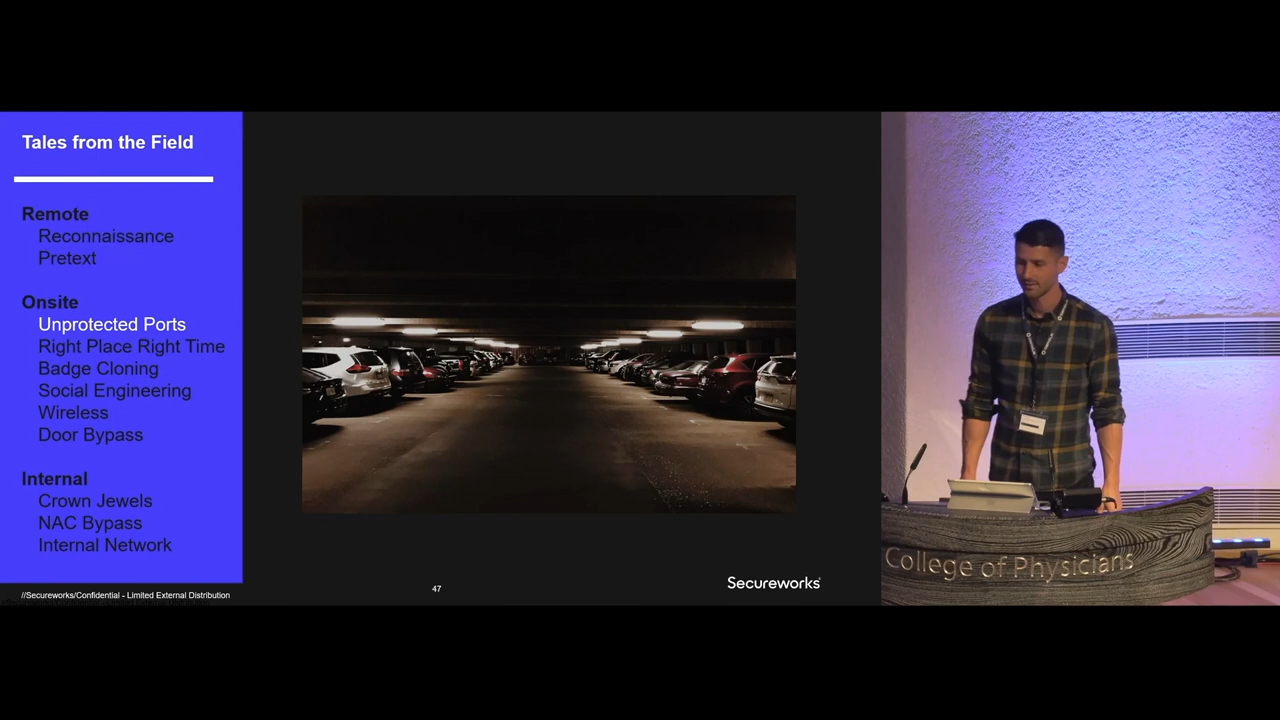 Tales from the Field
Remote
Reconnaissance
Pretext
Onsite
Unprotected Ports
Right Place Right Time
Badge Cloning
Social Engineering
Wireless
Door Bypass
Internal
Crown Jewels
NAC Bypass
Internal Network
//Secureworks/Confidential - Limited External Distribution
47
Secureworks
College of Physicians